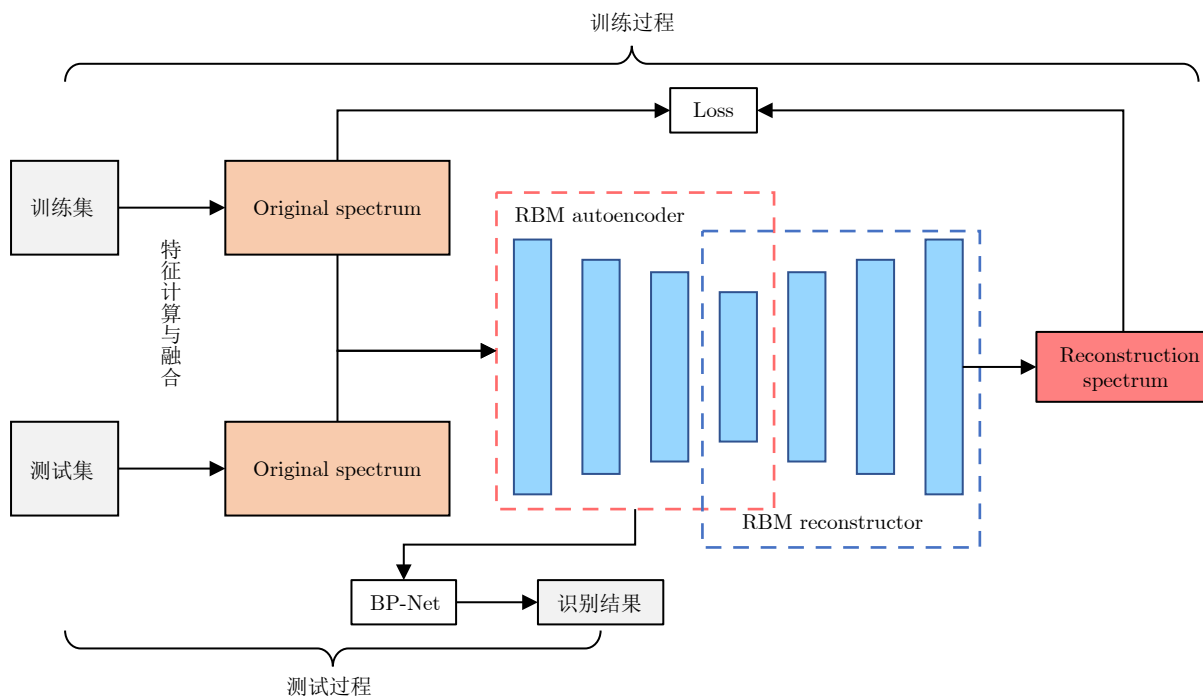 训练过程
Loss
训练集
Original spectrum
RBM autoencoder
特征计算与融合
Reconstruction
spectrum
测试集
Original spectrum
RBM reconstructor
BP-Net
识别结果
测试过程